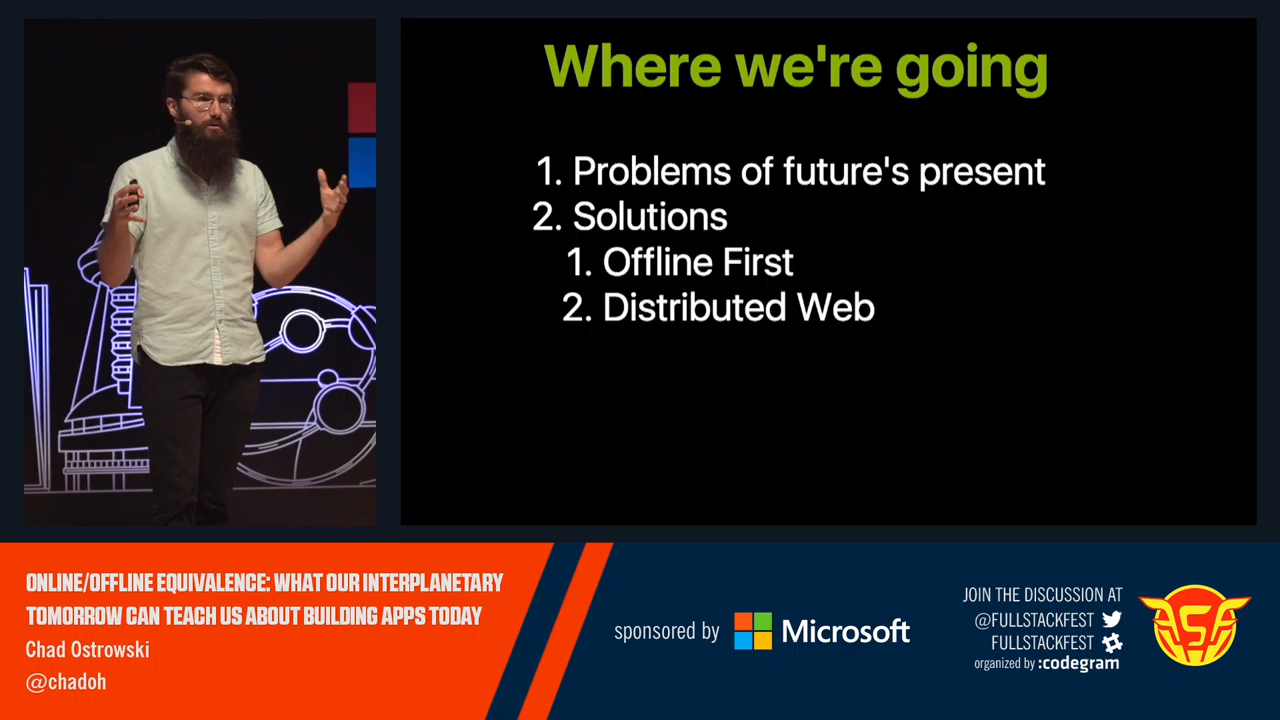 Where we're going
1. Problems of future's present
2. Solutions
1. Offline First
2. Distributed Web
ONLINE/OFFLINE EQUIVALENCE: WHAT OUR INTERPLANETARY
TOMORROW CAN TEACH US ABOUT BUILDING APPS TODAY
Chad Ostrowski
@chadoh
sponsored by Microsoft
JOIN THE DISCUSSION AT
@FULLSTACKFEST
FULLSTACKFEST
organized by :codegram
FSF